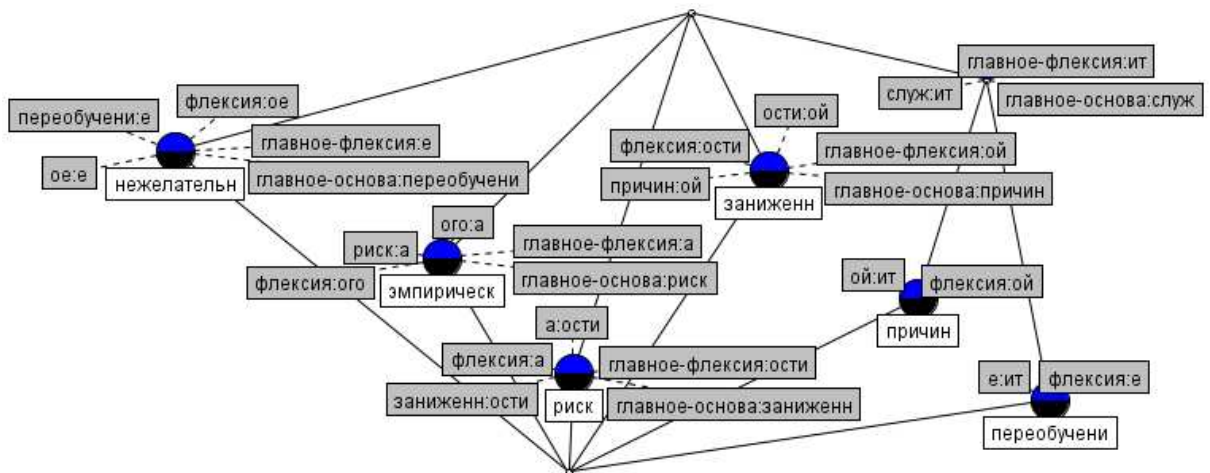 главное-флексия:ит
служ:ит
главное-основа:служ
флексия:ое
переобучени:е
главное-флексия:е
ое:е
главное-основа:переобучени
нежелательн
ости:ой
флексия:ости
главное-флексия:ой
причин:ой
главное-основа:причин
заниженн
ого:а
риск:а
главное-флексия:а
флексия:ого
главное-основа:риск
эмпирическ
ой:ит
флексия:ой
причин
а:ости
флексия:а
главное-флексия:ости
заниженн:ости
главное-основа:заниженн
риск
е:ит
флексия:е
переобучени